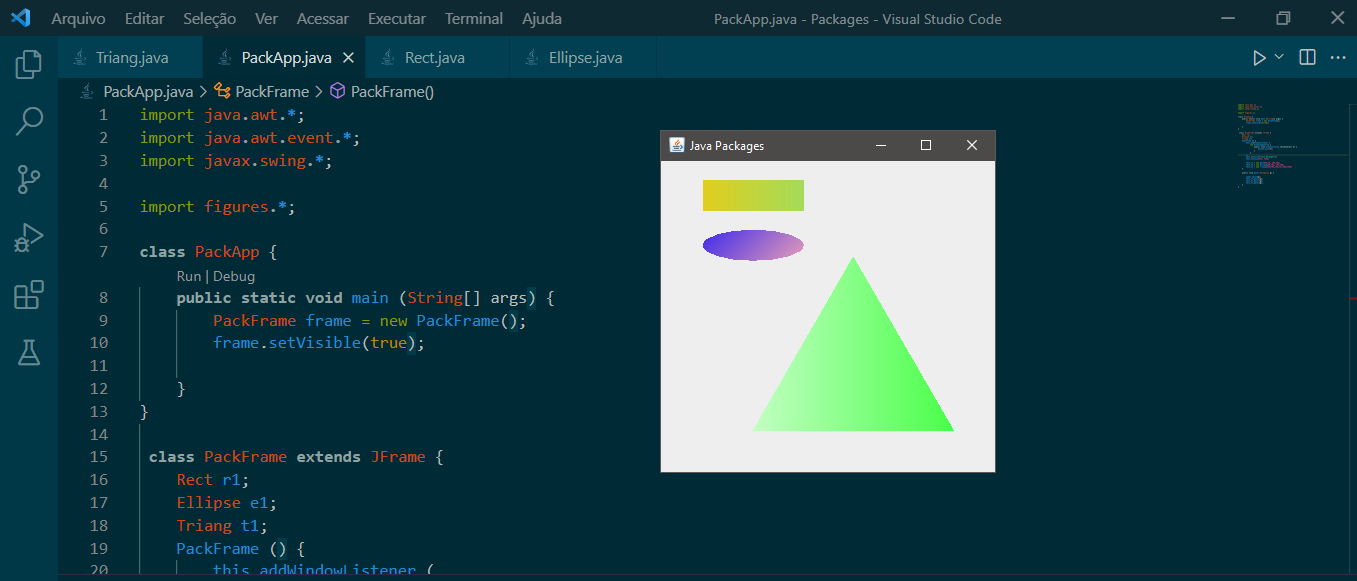 Arquivo Editar Seleção Ver Acessar Executar Terminal Ajuda PackApp.java - Packages - Visual Studio Code
Triang.java PackApp.java Rect.java Ellipse.java
PackApp.java > PackFrame > PackFrame()
1 import java.awt.*;
2 import java.awt.event.*;
3 import javax.swing.*;
4
5 import figures.*;
6
7 class PackApp {
Run | Debug
8 public static void main (String[] args) {
9 PackFrame frame = new PackFrame();
10 frame.setVisible(true);
11
12 }
13 }
14
15 class PackFrame extends JFrame {
16 Rect r1;
17 Ellipse e1;
18 Triang t1;
19 PackFrame () {
20 this.addWindowListener (
Java Packages